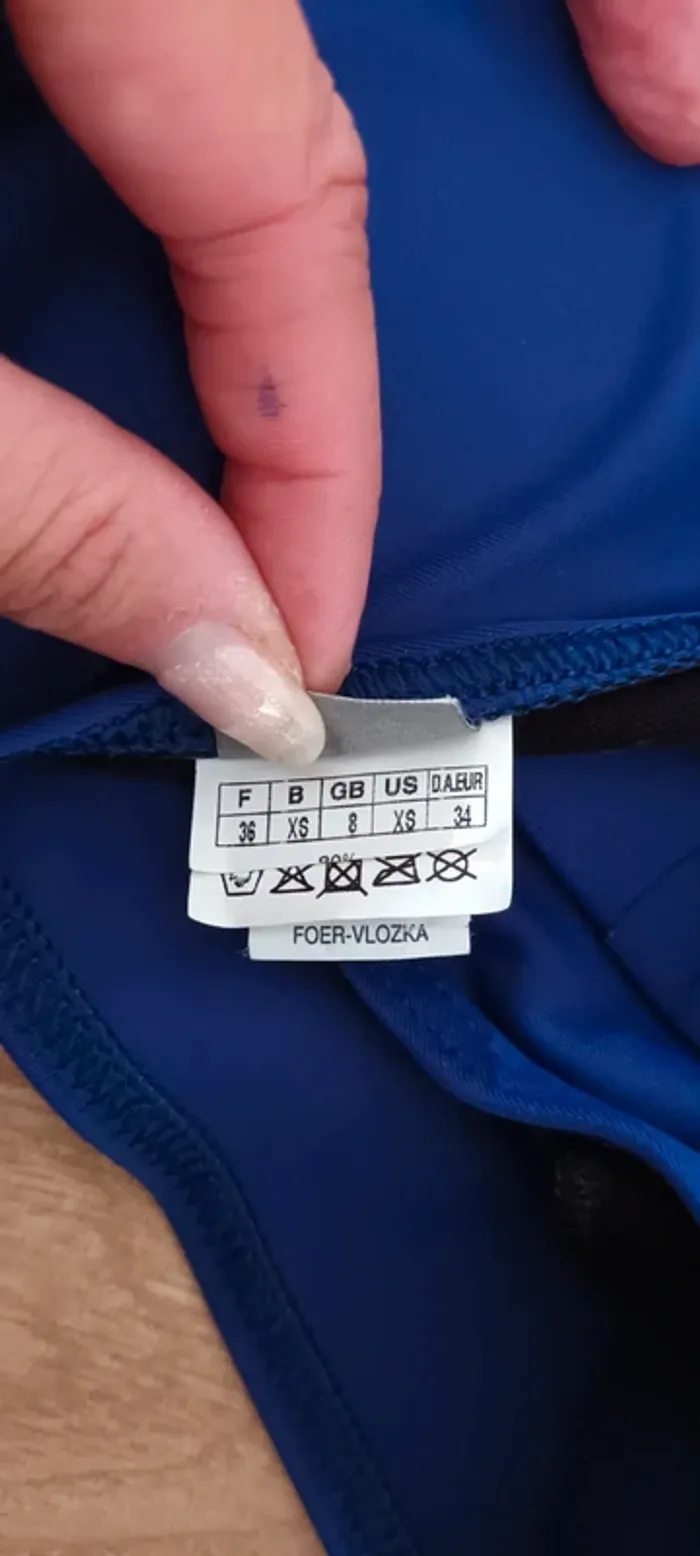 F B GB US D.A.EUR
36 XS 8 XS 34
FOER-VLOZKA